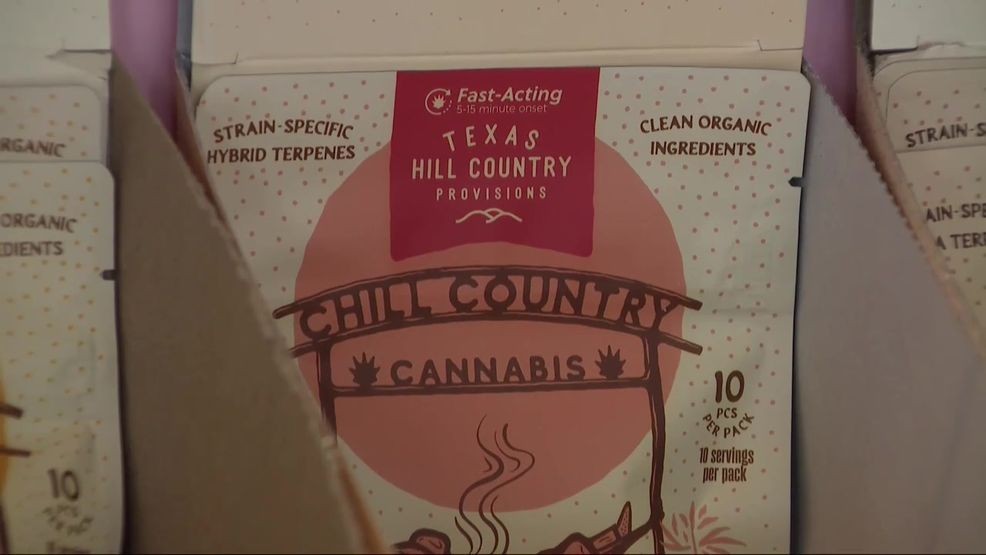 Fast-Acting
5-15 minute onset
TEXAS
HILL COUNTRY
PROVISIONS
STRAIN-SPECIFIC
HYBRID TERPENES
CLEAN ORGANIC
INGREDIENTS
CHILL COUNTRY
CANNABIS
10
PCS
PER PACK
10 servings
per pack
ORGANIC
ORGANIC
10
STRAIN-S